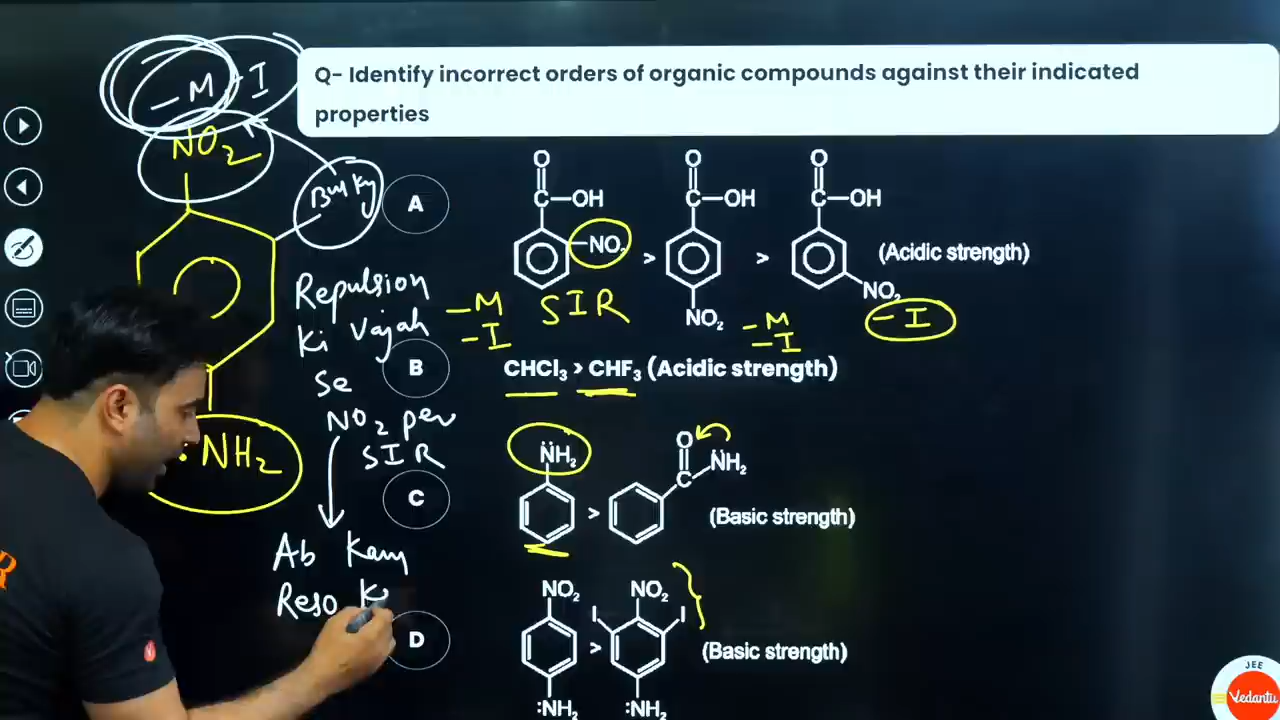 Q- Identify incorrect orders of organic compounds against their indicated
properties
-M -I
NO2
Bulky
:NH2
Repulsion
Ki Vajah
Se
NO2 per
SIR
Ab Kam
Reso
A
O
C OH
NO2
>
O
C OH
NO2
>
O
C OH
NO2
(Acidic strength)
-M
-I
SIR
-M
-I
-I
B
CHCl3 > CHF3 (Acidic strength)
C
NH2
>
O
C NH2
(Basic strength)
D
NO2
:NH2
>
NO2
I I
:NH2
(Basic strength)
JEE
Vedantu
R